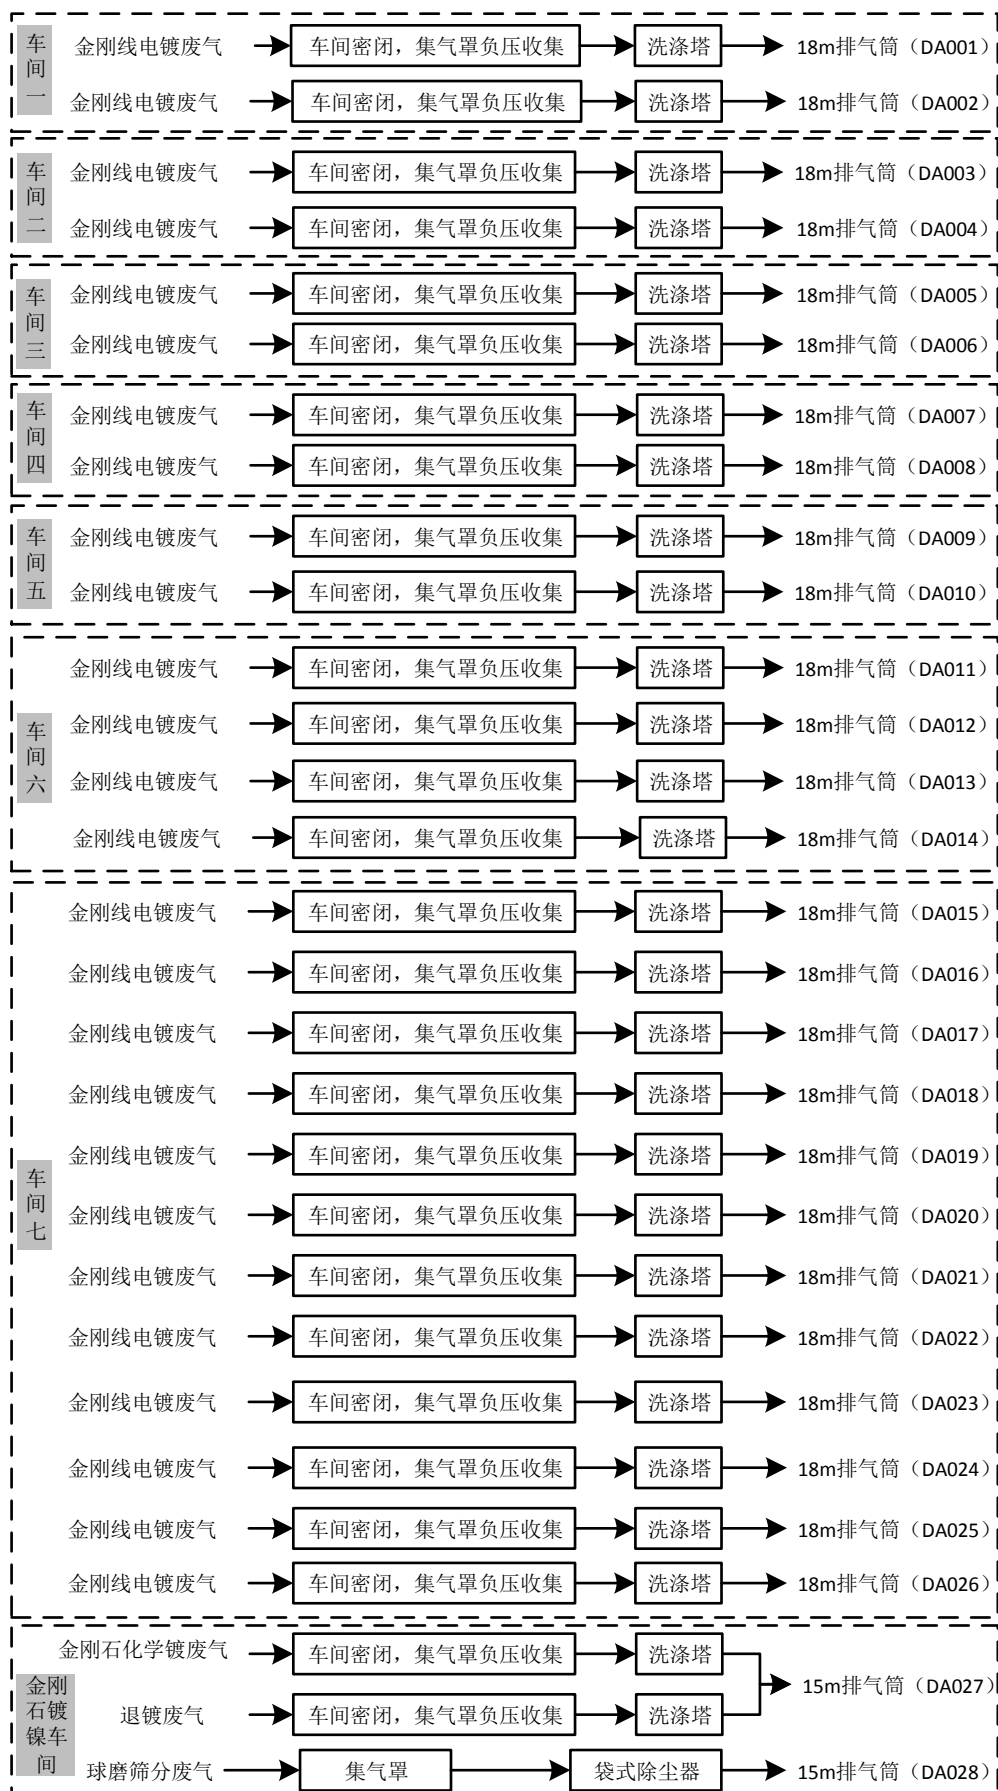 车间一
金刚线电镀废气 车间密闭，集气罩负压收集 洗涤塔 18m排气筒（DA001）
金刚线电镀废气 车间密闭，集气罩负压收集 洗涤塔 18m排气筒（DA002）
车间二
金刚线电镀废气 车间密闭，集气罩负压收集 洗涤塔 18m排气筒（DA003）
金刚线电镀废气 车间密闭，集气罩负压收集 洗涤塔 18m排气筒（DA004）
车间三
金刚线电镀废气 车间密闭，集气罩负压收集 洗涤塔 18m排气筒（DA005）
金刚线电镀废气 车间密闭，集气罩负压收集 洗涤塔 18m排气筒（DA006）
车间四
金刚线电镀废气 车间密闭，集气罩负压收集 洗涤塔 18m排气筒（DA007）
金刚线电镀废气 车间密闭，集气罩负压收集 洗涤塔 18m排气筒（DA008）
车间五
金刚线电镀废气 车间密闭，集气罩负压收集 洗涤塔 18m排气筒（DA009）
金刚线电镀废气 车间密闭，集气罩负压收集 洗涤塔 18m排气筒（DA010）
车间六
金刚线电镀废气 车间密闭，集气罩负压收集 洗涤塔 18m排气筒（DA011）
金刚线电镀废气 车间密闭，集气罩负压收集 洗涤塔 18m排气筒（DA012）
金刚线电镀废气 车间密闭，集气罩负压收集 洗涤塔 18m排气筒（DA013）
金刚线电镀废气 车间密闭，集气罩负压收集 洗涤塔 18m排气筒（DA014）
车间七
金刚线电镀废气 车间密闭，集气罩负压收集 洗涤塔 18m排气筒（DA015）
金刚线电镀废气 车间密闭，集气罩负压收集 洗涤塔 18m排气筒（DA016）
金刚线电镀废气 车间密闭，集气罩负压收集 洗涤塔 18m排气筒（DA017）
金刚线电镀废气 车间密闭，集气罩负压收集 洗涤塔 18m排气筒（DA018）
金刚线电镀废气 车间密闭，集气罩负压收集 洗涤塔 18m排气筒（DA019）
金刚线电镀废气 车间密闭，集气罩负压收集 洗涤塔 18m排气筒（DA020）
金刚线电镀废气 车间密闭，集气罩负压收集 洗涤塔 18m排气筒（DA021）
金刚线电镀废气 车间密闭，集气罩负压收集 洗涤塔 18m排气筒（DA022）
金刚线电镀废气 车间密闭，集气罩负压收集 洗涤塔 18m排气筒（DA023）
金刚线电镀废气 车间密闭，集气罩负压收集 洗涤塔 18m排气筒（DA024）
金刚线电镀废气 车间密闭，集气罩负压收集 洗涤塔 18m排气筒（DA025）
金刚线电镀废气 车间密闭，集气罩负压收集 洗涤塔 18m排气筒（DA026）
金刚石镀镍车间
金刚石化学镀废气 车间密闭，集气罩负压收集 洗涤塔
15m排气筒（DA027）
退镀废气 车间密闭，集气罩负压收集 洗涤塔
球磨筛分废气 集气罩 袋式除尘器 15m排气筒（DA028）